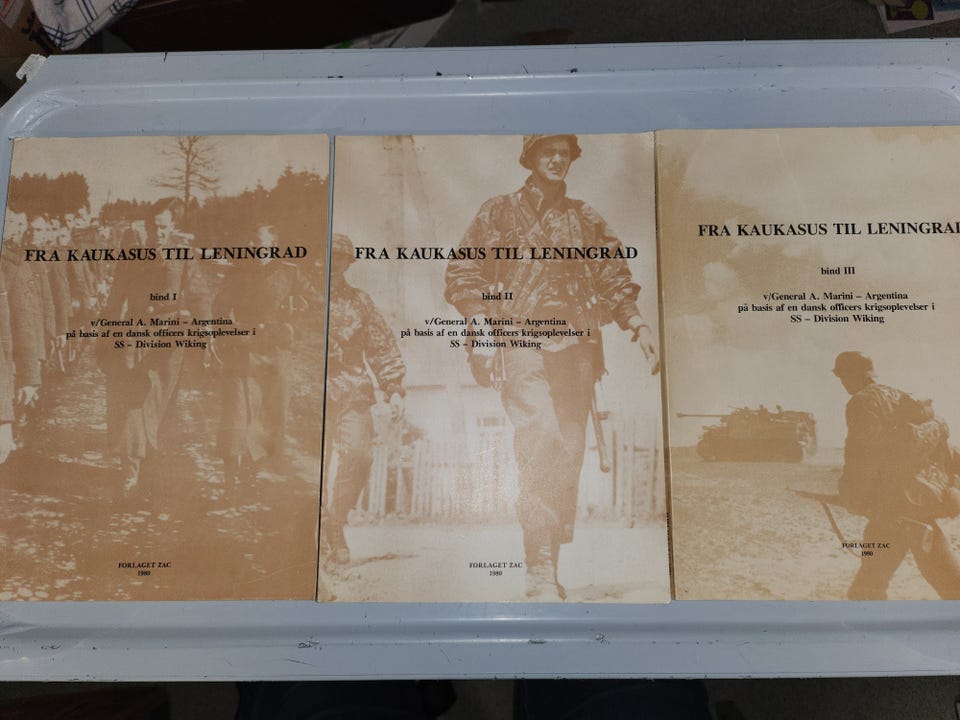 FRA KAUKASUS TIL LENINGRAD
bind I
v/General A. Marini – Argentina
på basis af en dansk officers krigsoplevelser i
SS – Division Wiking
FORLAGET ZAC
1980
FRA KAUKASUS TIL LENINGRAD
bind II
v/General A. Marini – Argentina
på basis af en dansk officers krigsoplevelser i
SS – Division Wiking
FORLAGET ZAC
1980
FRA KAUKASUS TIL LENINGRAD
bind III
v/General A. Marini – Argentina
på basis af en dansk officers krigsoplevelser i
SS – Division Wiking
FORLAGET ZAC
1980